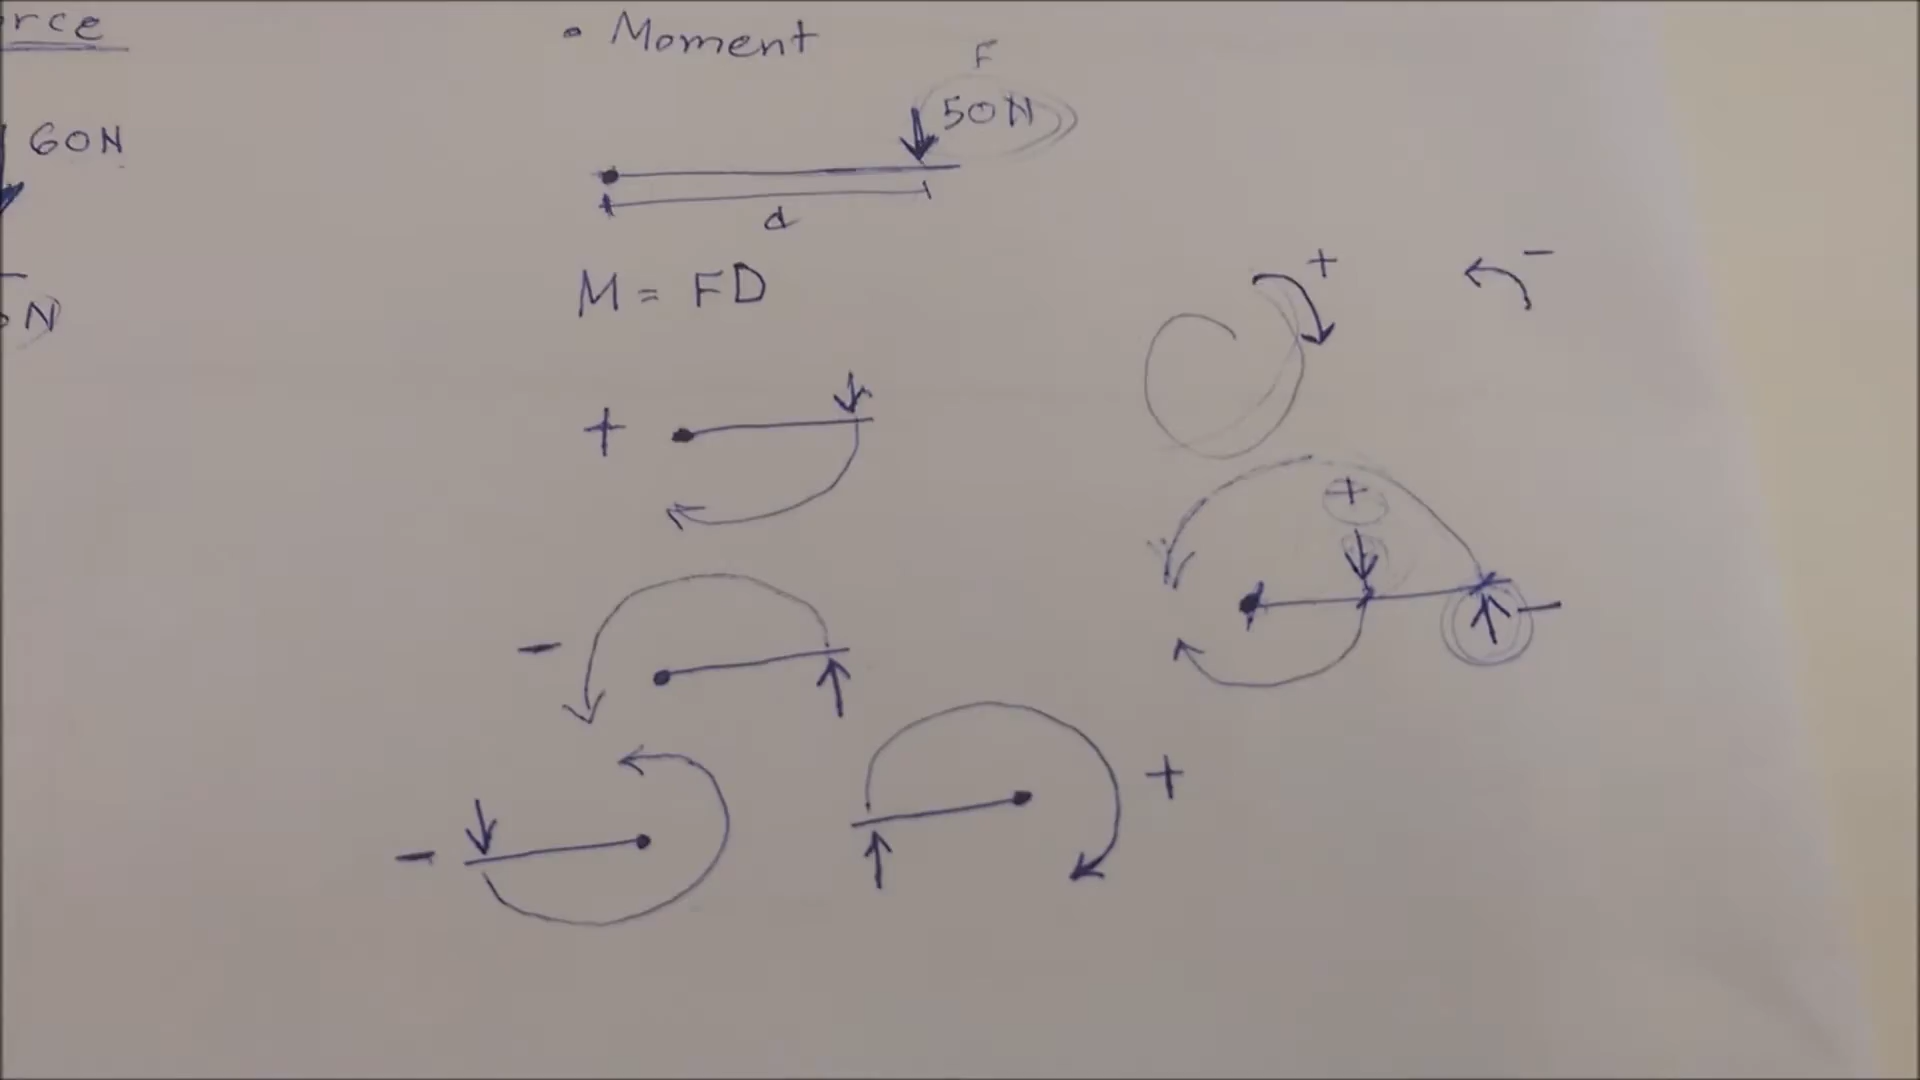 rce
60N
N
• Moment
F
50N
d
M = FD
+
-
+
+
-
-
-
+